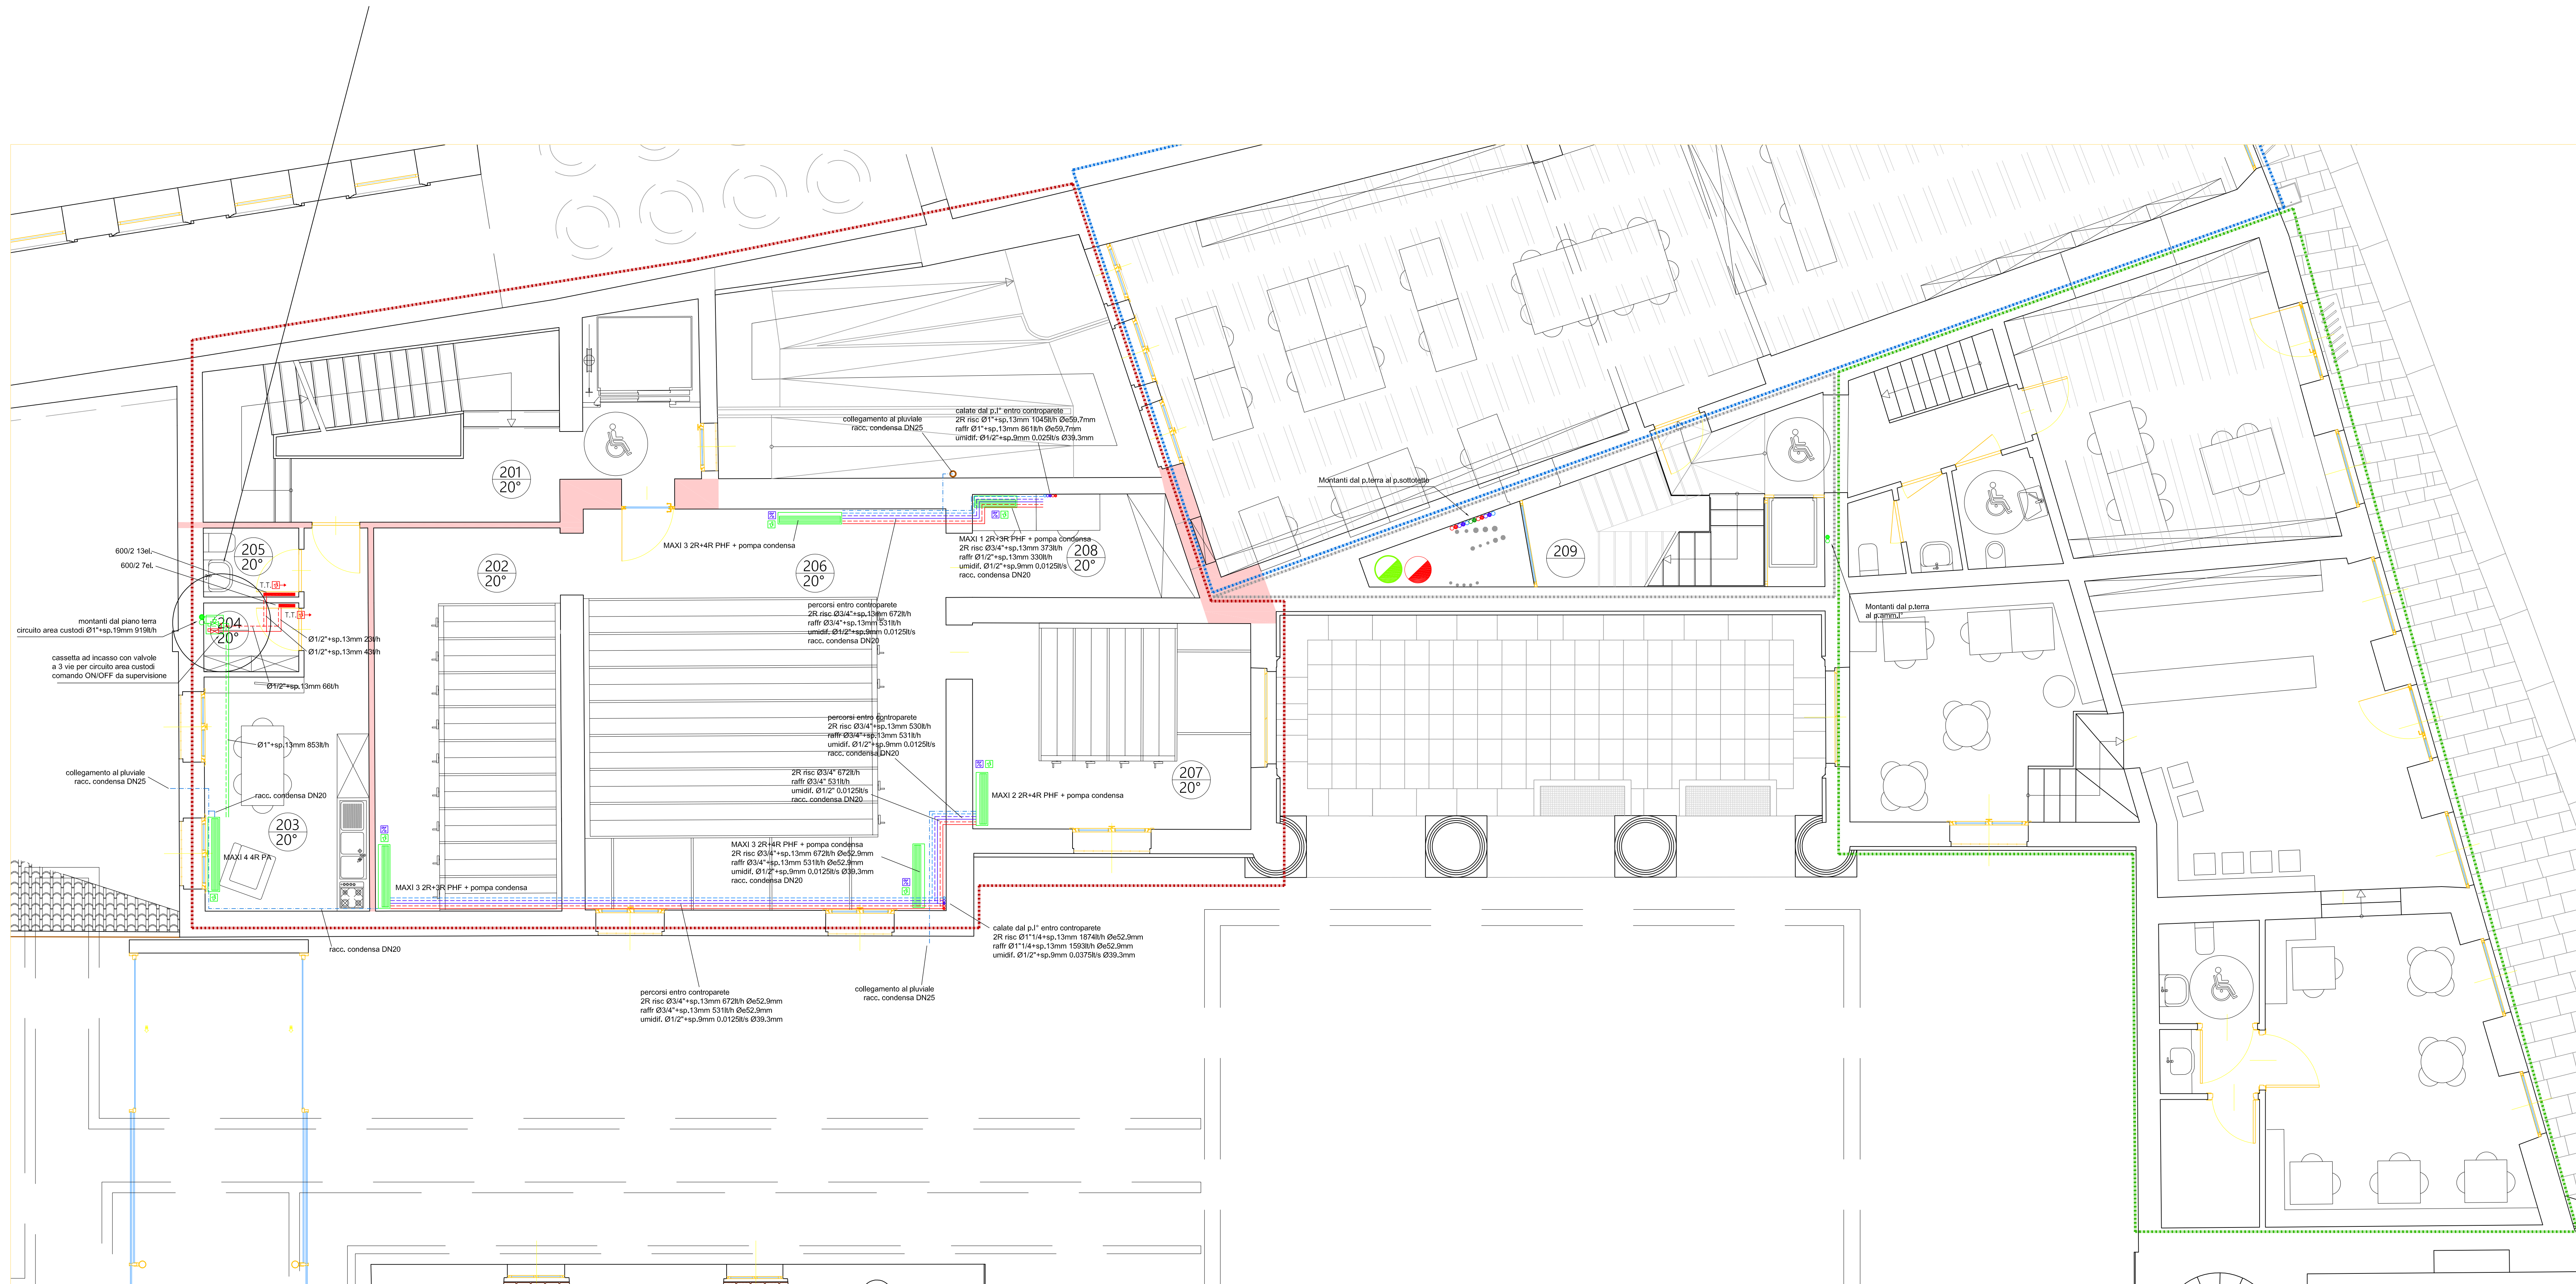 collegamento al pluviale
racc. condensa DN25
calate dal p.I° entro controparete
2R risc Ø1"+sp.13mm 1045lt/h Øe59,7mm
raffr Ø1"+sp.13mm 861lt/h Øe59,7mm
umidif. Ø1/2"+sp.9mm 0.025lt/s Ø39.3mm
201
20°
Montanti dal p.terra al p.sottotetto
MAXI 3 2R+4R PHF + pompa condensa
MAXI 1 2R+3R PHF + pompa condensa
2R risc Ø3/4"+sp.13mm 373lt/h
raffr Ø1/2"+sp.13mm 330lt/h
umidif. Ø1/2"+sp.9mm 0.0125lt/s
racc. condensa DN20
208
20°
209
205
20°
202
20°
206
20°
600/2 13el.
600/2 7el.
T.T.
T.T.
204
20°
montanti dal piano terra
circuito area custodi Ø1"+sp.19mm 919lt/h
Ø1/2"+sp.13mm 23lt/h
Ø1/2"+sp.13mm 43lt/h
cassetta ad incasso con valvole
a 3 vie per circuito area custodi
comando ON/OFF da supervisione
Ø1/2"+sp.13mm 66lt/h
percorsi entro controparete
2R risc Ø3/4"+sp.13mm 672lt/h
raffr Ø3/4"+sp.13mm 531lt/h
umidif. Ø1/2"+sp.9mm 0.0125lt/s
racc. condensa DN20
Montanti dal p.terra
al p.amm.I°
percorsi entro controparete
2R risc Ø3/4"+sp.13mm 530lt/h
raffr Ø3/4"+sp.13mm 531lt/h
umidif. Ø1/2"+sp.9mm 0.0125lt/s
racc. condensa DN20
Ø1"+sp.13mm 853lt/h
collegamento al pluviale
racc. condensa DN25
racc. condensa DN20
2R risc Ø3/4" 672lt/h
raffr Ø3/4" 531lt/h
umidif. Ø1/2" 0.0125lt/s
racc. condensa DN20
207
20°
MAXI 2 2R+4R PHF + pompa condensa
203
20°
MAXI 4 4R PA
MAXI 3 2R+4R PHF + pompa condensa
2R risc Ø3/4"+sp.13mm 672lt/h Øe52.9mm
raffr Ø3/4"+sp.13mm 531lt/h Øe52.9mm
umidif. Ø1/2"+sp.9mm 0.0125lt/s Ø39.3mm
racc. condensa DN20
MAXI 3 2R+3R PHF + pompa condensa
racc. condensa DN20
calate dal p.I° entro controparete
2R risc Ø1"1/4+sp.13mm 1874lt/h Øe52.9mm
raffr Ø1"1/4+sp.13mm 1593lt/h Øe52.9mm
umidif. Ø1/2"+sp.9mm 0.0375lt/s Ø39.3mm
percorsi entro controparete
2R risc Ø3/4"+sp.13mm 672lt/h Øe52.9mm
raffr Ø3/4"+sp.13mm 531lt/h Øe52.9mm
umidif. Ø1/2"+sp.9mm 0.0125lt/s Ø39.3mm
collegamento al pluviale
racc. condensa DN25